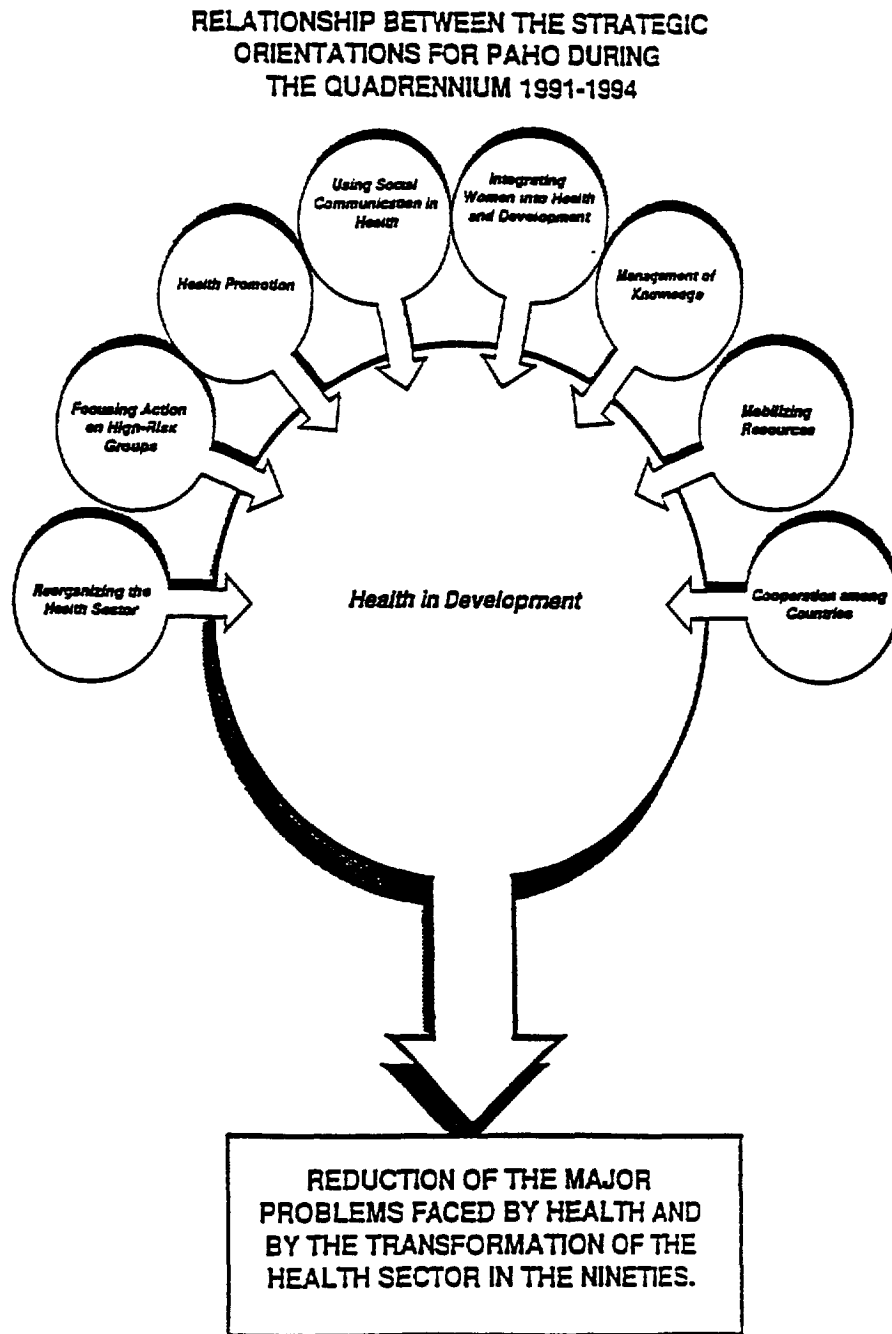 RELATIONSHIP BETWEEN THE STRATEGIC
ORIENTATIONS FOR PAHO DURING
THE QUADRENNIUM 1991-1994
Using Social
Communication in
Health
Integrating
Women into Health
and Development
Health Promotion
Management of
Knowledge
Focusing Action
on High-Risk
Groups
Mobilizing
Resources
Reorganizing the
Health Sector
Health in Development
Cooperation among
Countries
REDUCTION OF THE MAJOR
PROBLEMS FACED BY HEALTH AND
BY THE TRANSFORMATION OF THE
HEALTH SECTOR IN THE NINETIES.